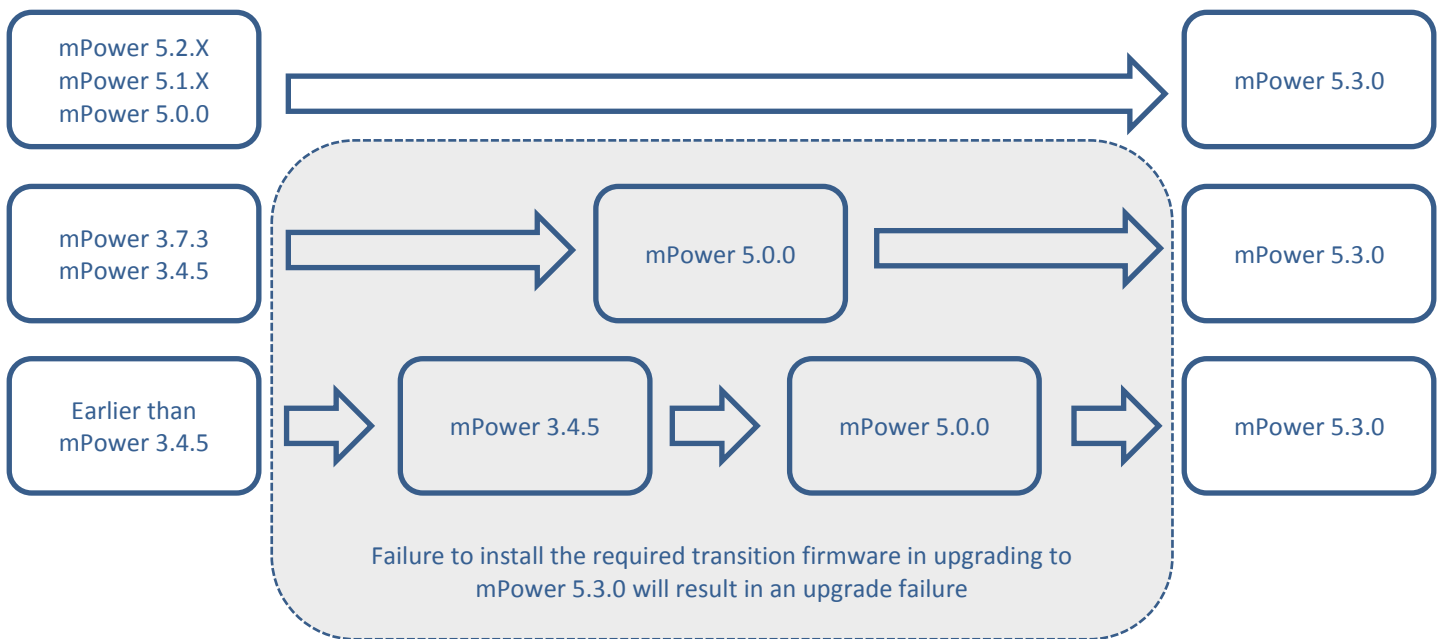 mPower 5.2.X
mPower 5.1.X
mPower 5.0.0
mPower 5.3.0
mPower 3.7.3
mPower 3.4.5
mPower 5.0.0
mPower 5.3.0
Earlier than
mPower 3.4.5
mPower 3.4.5
mPower 5.0.0
mPower 5.3.0
Failure to install the required transition firmware in upgrading to
mPower 5.3.0 will result in an upgrade failure